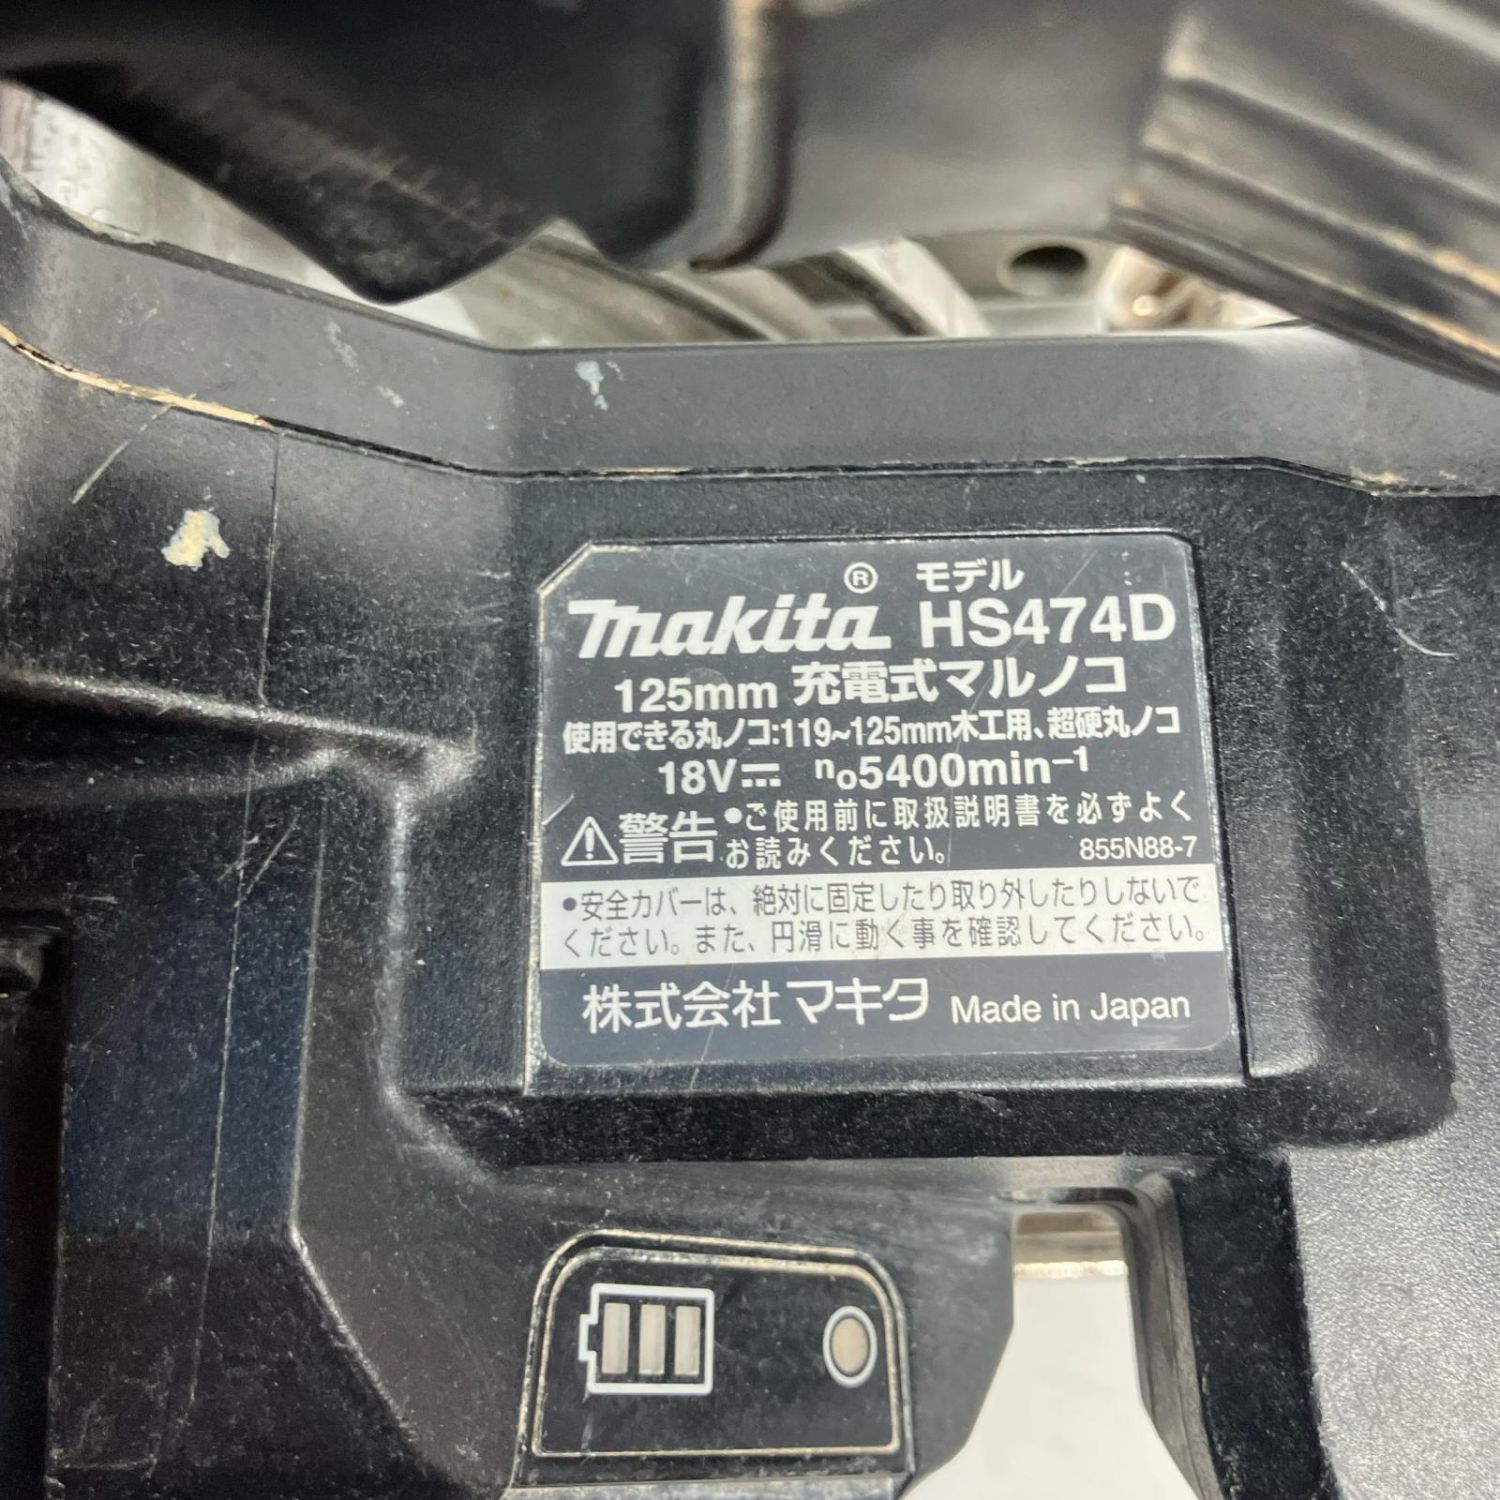 makita® モデル HS474D
125mm 充電式マルノコ
使用できる丸ノコ:119~125mm木工用、超硬丸ノコ
18V⎓ n₀5400min⁻¹
⚠警告 •ご使用前に取扱説明書を必ずよく
お読みください。 855N88-7
•安全カバーは、絶対に固定したり取り外したりしないで
ください。また、円滑に動く事を確認してください。
株式会社マキタ Made in Japan